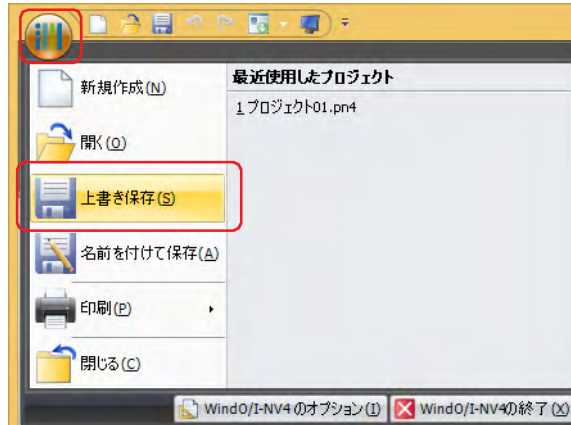 新規作成(N)
開く(O)
上書き保存(S)
名前を付けて保存(A)
印刷(P)
閉じる(C)
最近使用したプロジェクト
1 プロジェクト01.pn4
WindO/I-NV4 のオプション(I)
WindO/I-NV4の終了(X)